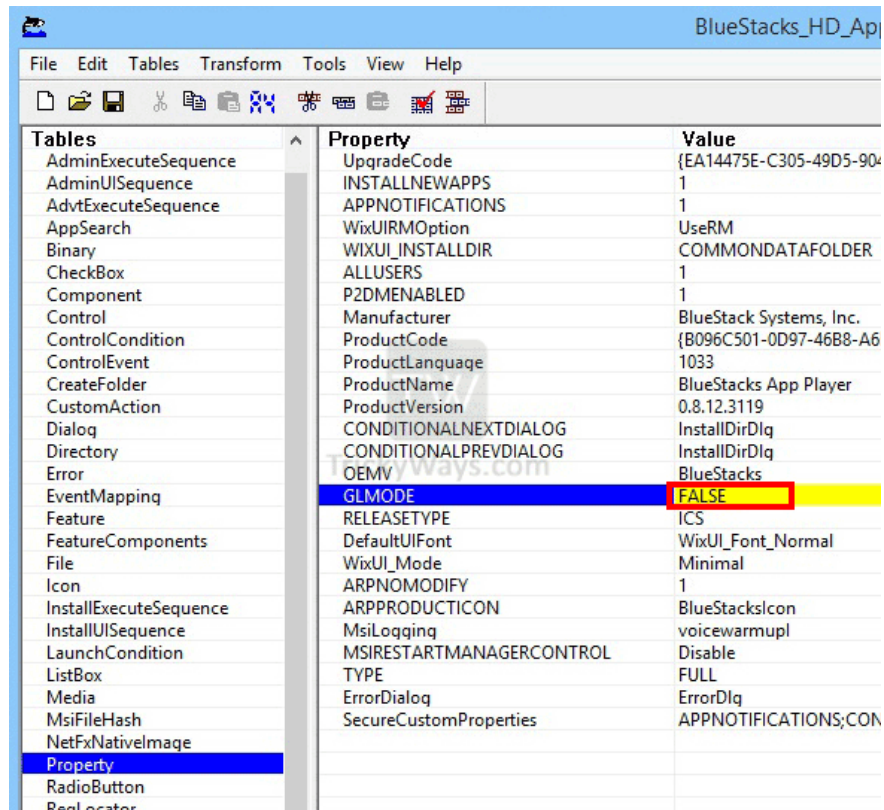 BlueStacks_HD_App
File Edit Tables Transform Tools View Help
Tables
AdminExecuteSequence
AdminUISequence
AdvtExecuteSequence
AppSearch
Binary
CheckBox
Component
Control
ControlCondition
ControlEvent
CreateFolder
CustomAction
Dialog
Directory
Error
EventMapping
Feature
FeatureComponents
File
Icon
InstallExecuteSequence
InstallUISequence
LaunchCondition
ListBox
Media
MsiFileHash
NetFxNativeImage
Property
RadioButton
RegLocator
Property Value
UpgradeCode {EA14475E-C305-49D5-904
INSTALLNEWAPPS 1
APPNOTIFICATIONS 1
WixUIRMOption UseRM
WIXUI_INSTALLDIR COMMONDATAFOLDER
ALLUSERS 1
P2DMENABLED 1
Manufacturer BlueStack Systems, Inc.
ProductCode {B096C501-0D97-46B8-A6
ProductLanguage 1033
ProductName BlueStacks App Player
ProductVersion 0.8.12.3119
CONDITIONALNEXTDIALOG InstallDirDlg
CONDITIONALPREVDIALOG InstallDirDlg
OEMV BlueStacks
GLMODE FALSE
RELEASETYPE ICS
DefaultUIFont WixUI_Font_Normal
WixUI_Mode Minimal
ARPNOMODIFY 1
ARPPRODUCTICON BlueStacksIcon
MsiLogging voicewarmupl
MSIRESTARTMANAGERCONTROL Disable
TYPE FULL
ErrorDialog ErrorDlg
SecureCustomProperties APPNOTIFICATIONS;CON
TW
TrickyWays.com